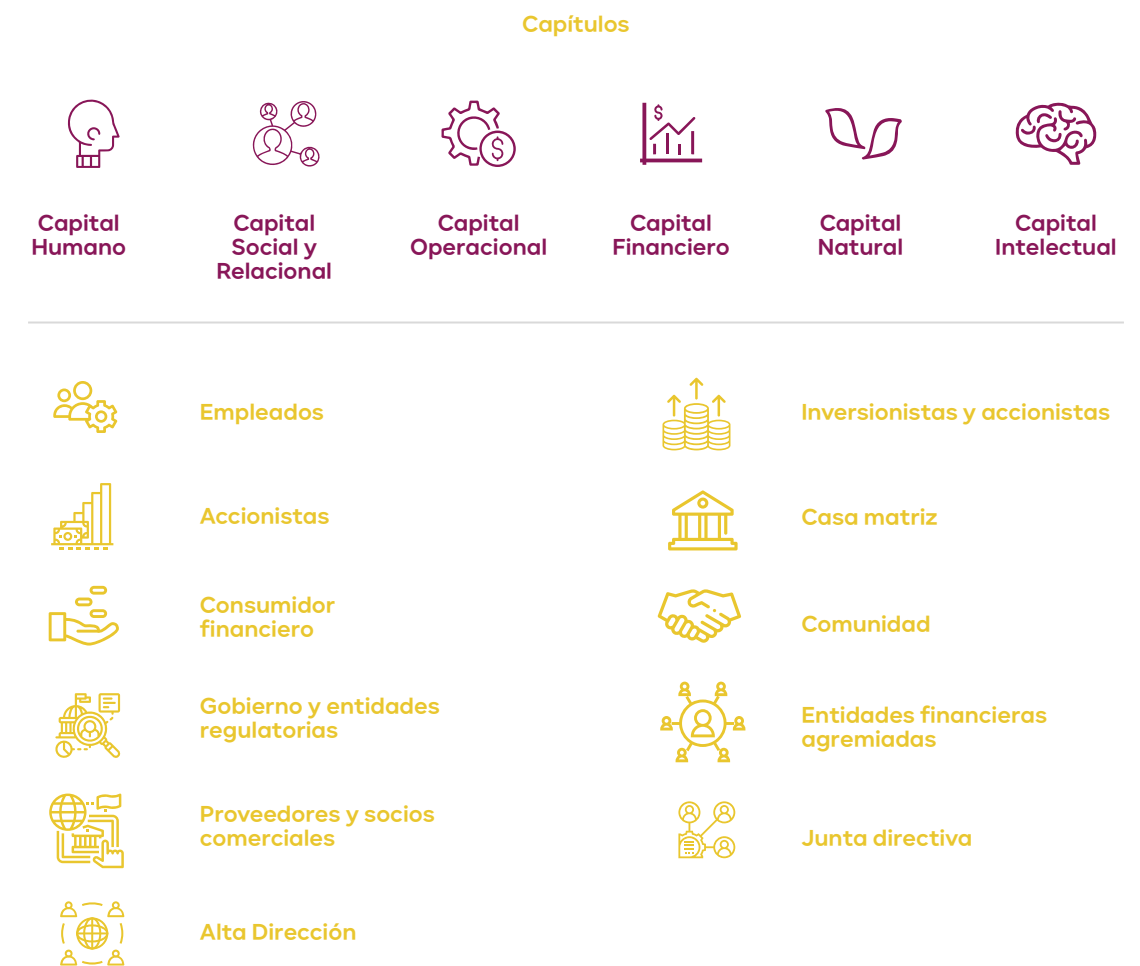 Capítulos
Capital
Humano
Capital
Social y
Relacional
Capital
Operacional
Capital
Financiero
Capital
Natural
Capital
Intelectual
Empleados
Accionistas
Consumidor
financiero
Gobierno y entidades
regulatorias
Proveedores y socios
comerciales
Alta Dirección
Inversionistas y accionistas
Casa matriz
Comunidad
Entidades financieras
agremiadas
Junta directiva